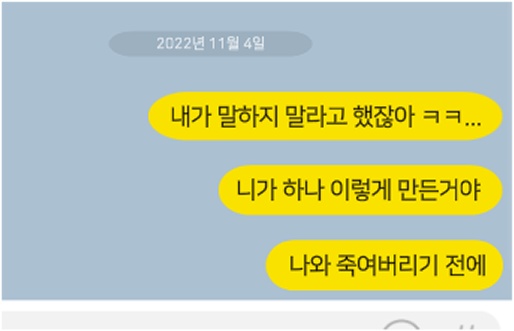 2022년 11월 4일
내가 말하지 말라고 했잖아 ㅋㅋ...
니가 하나 이렇게 만든거야
나와 죽여버리기 전에